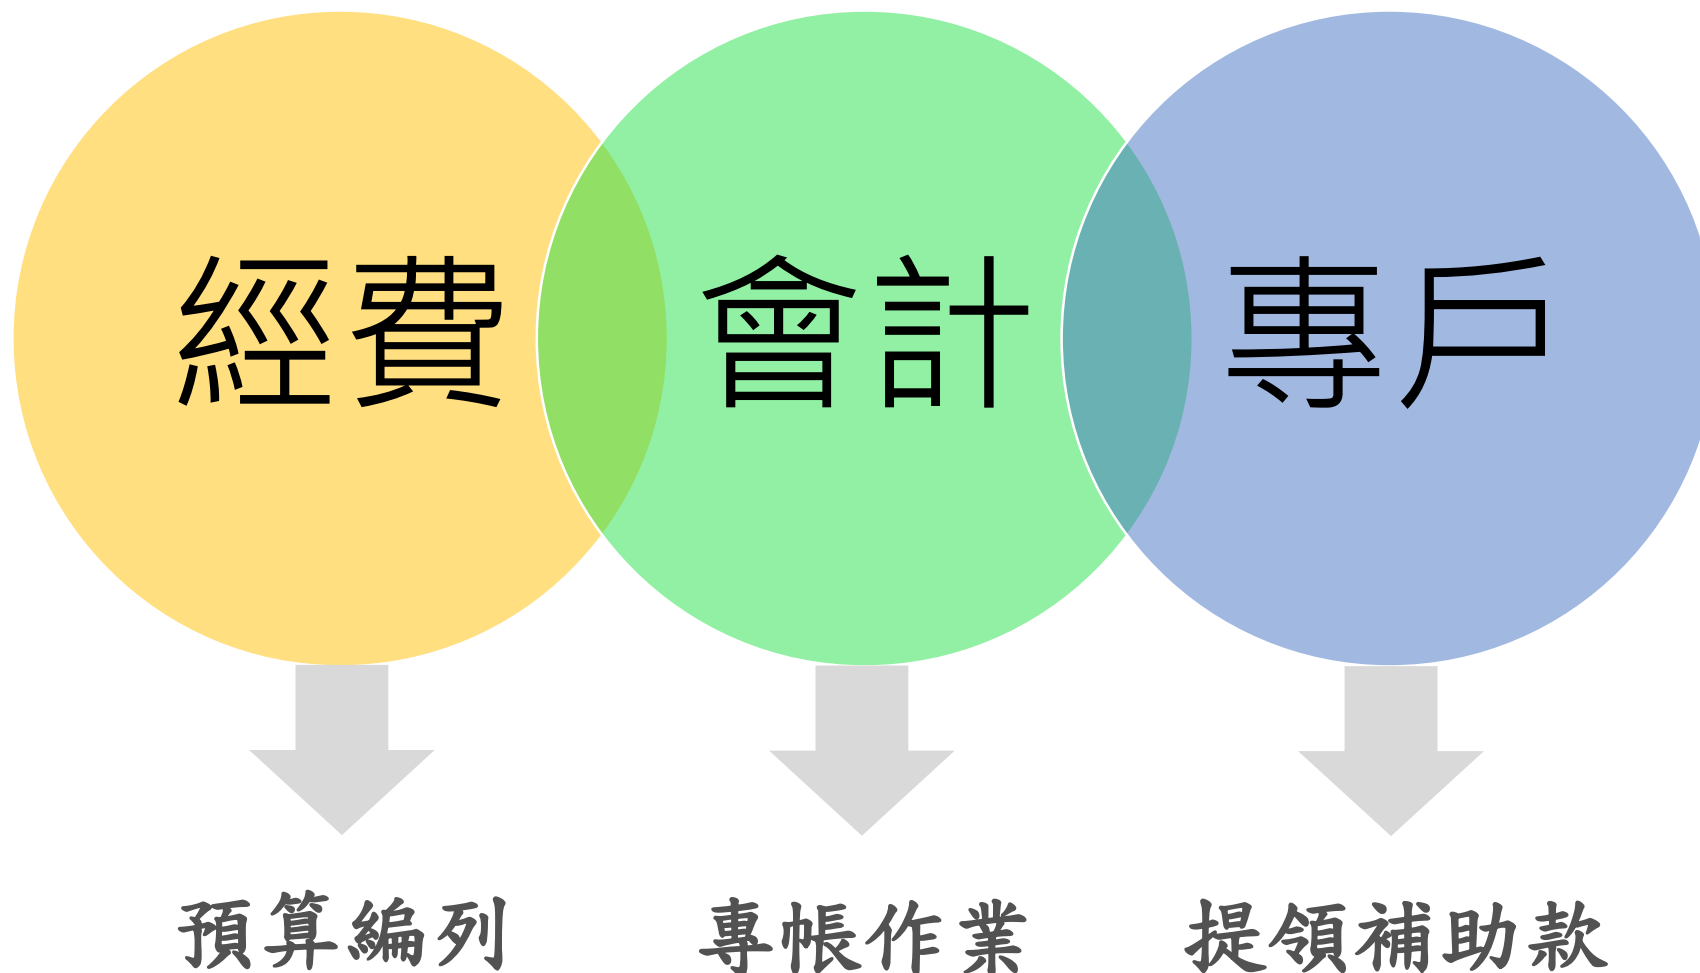 經費
會計
專戶
預算編列
專帳作業
提領補助款